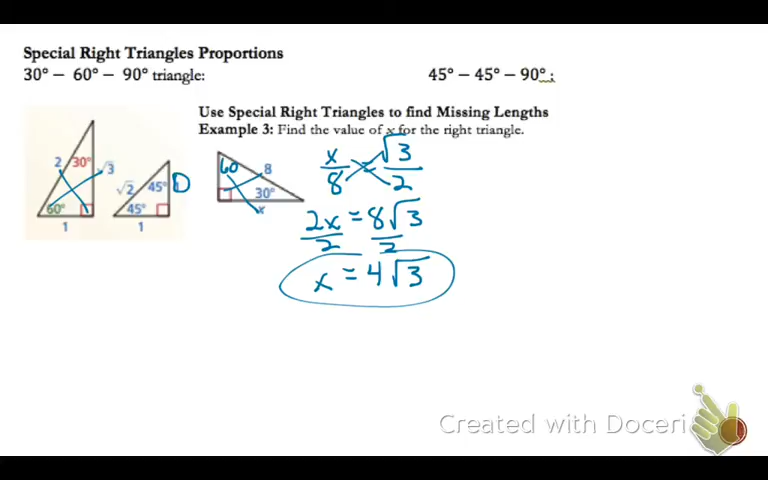 Special Right Triangles Proportions
30° − 60° − 90° triangle:
45° − 45° − 90° :
Use Special Right Triangles to find Missing Lengths
Example 3: Find the value of x for the right triangle.
2 30° √3
60°
1
√2 45° 1
45°
1
60 8
30°
x
x/8 √3/2
2x = 8√3
2 2
x = 4√3
Created with Doceri